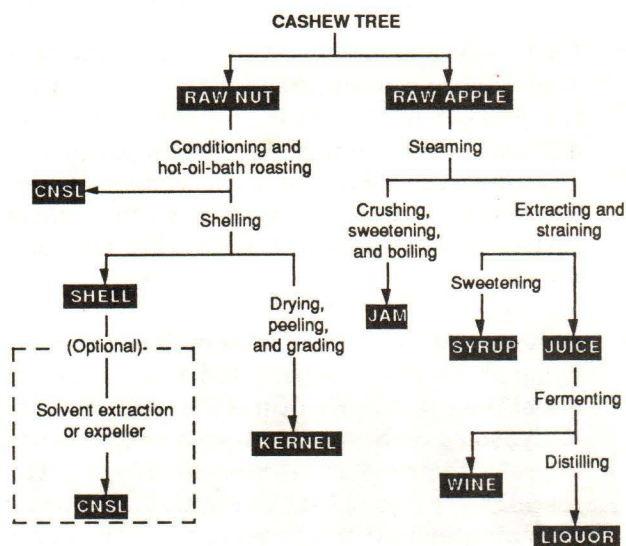 CASHEW TREE
RAW NUT
RAW APPLE
Conditioning and
hot-oil-bath roasting
Steaming
CNSL
Shelling
Crushing,
sweetening,
and boiling
Extracting and
straining
SHELL
Drying,
peeling,
and grading
JAM
Sweetening
SYRUP
JUICE
(Optional)
Solvent extraction
or expeller
CNSL
KERNEL
Fermenting
WINE
Distilling
LIQUOR